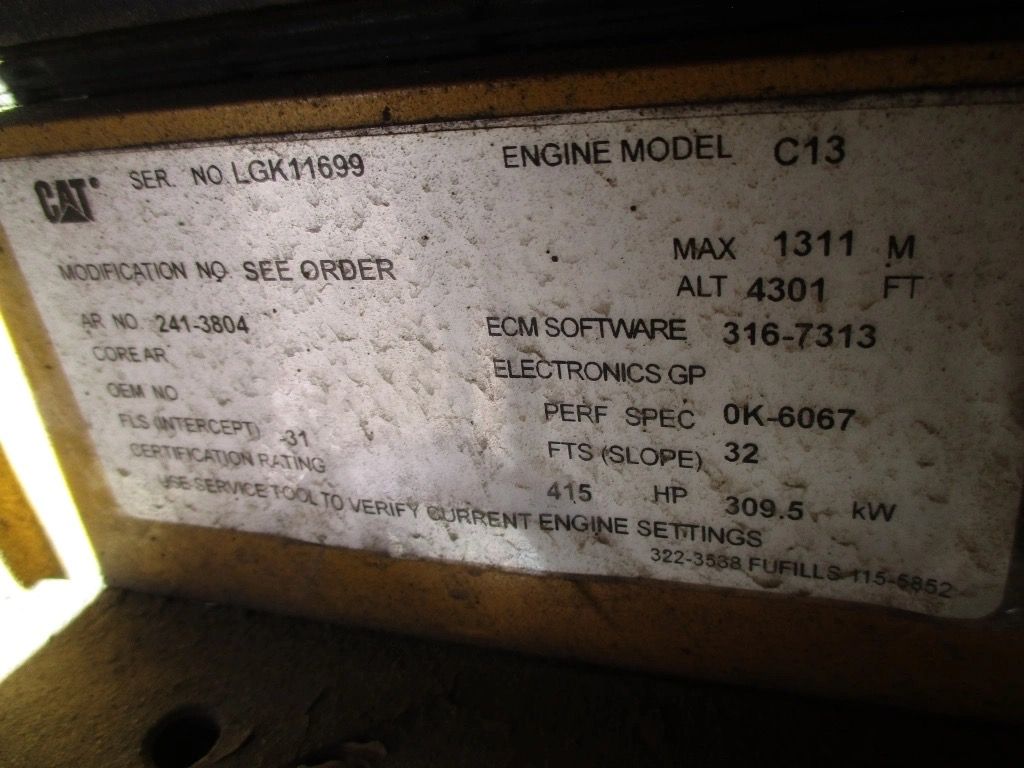 CAT SER. NO. LGK11699 ENGINE MODEL C13
MAX 1311 M
MODIFICATION NO. SEE ORDER ALT 4301 FT
AR NO. 241-3804 ECM SOFTWARE 316-7313
CORE AR ELECTRONICS GP
OEM NO PERF SPEC 0K-6067
FLS (INTERCEPT) -31 FTS (SLOPE) 32
CERTIFICATION RATING 415 HP 309.5 kW
USE SERVICE TOOL TO VERIFY CURRENT ENGINE SETTINGS
322-3538 FUFILLS 115-5852